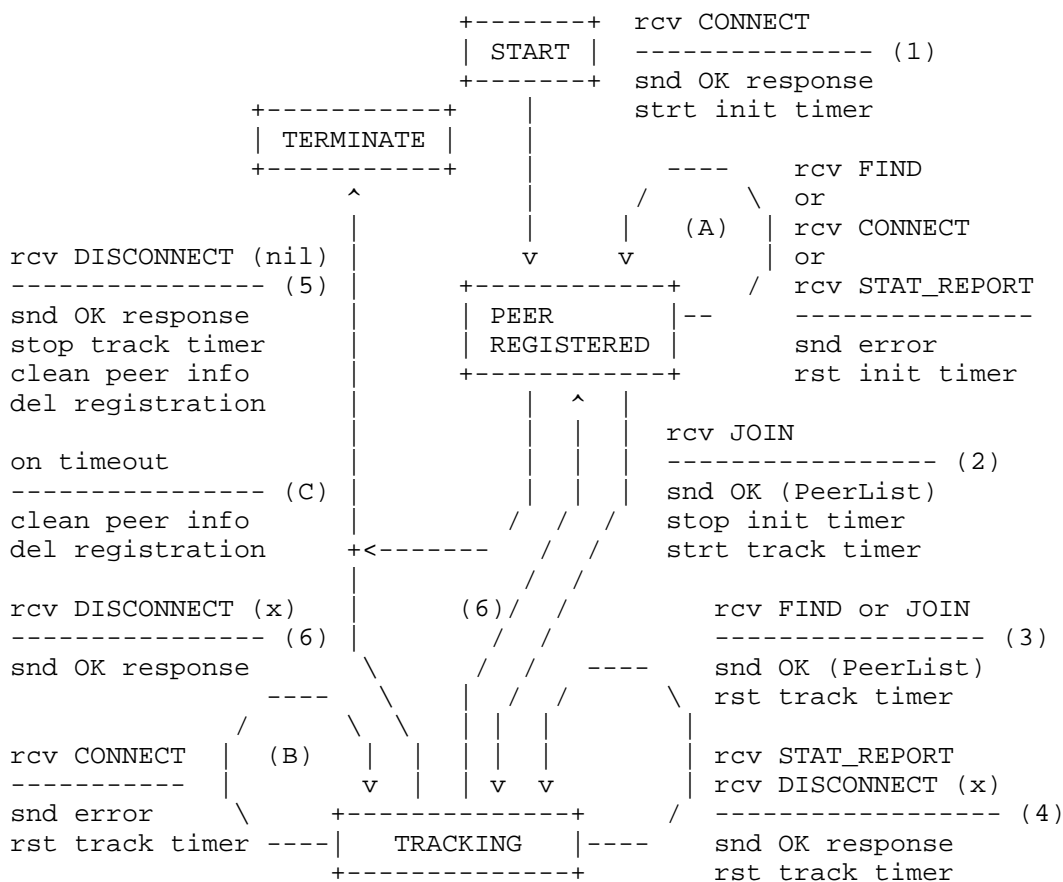 START rcv CONNECT
(1)
snd OK response
strt init timer
TERMINATE
rcv FIND
or
(A) rcv CONNECT
rcv DISCONNECT (nil) or
(5) rcv STAT_REPORT
snd OK response PEER
stop track timer REGISTERED snd error
clean peer info rst init timer
del registration
rcv JOIN
on timeout (2)
(C) snd OK (PeerList)
clean peer info stop init timer
del registration strt track timer
rcv DISCONNECT (x) (6) rcv FIND or JOIN
(6) (3)
snd OK response snd OK (PeerList)
rst track timer
rcv CONNECT (B) rcv STAT_REPORT
rcv DISCONNECT (x)
snd error (4)
rst track timer TRACKING snd OK response
rst track timer